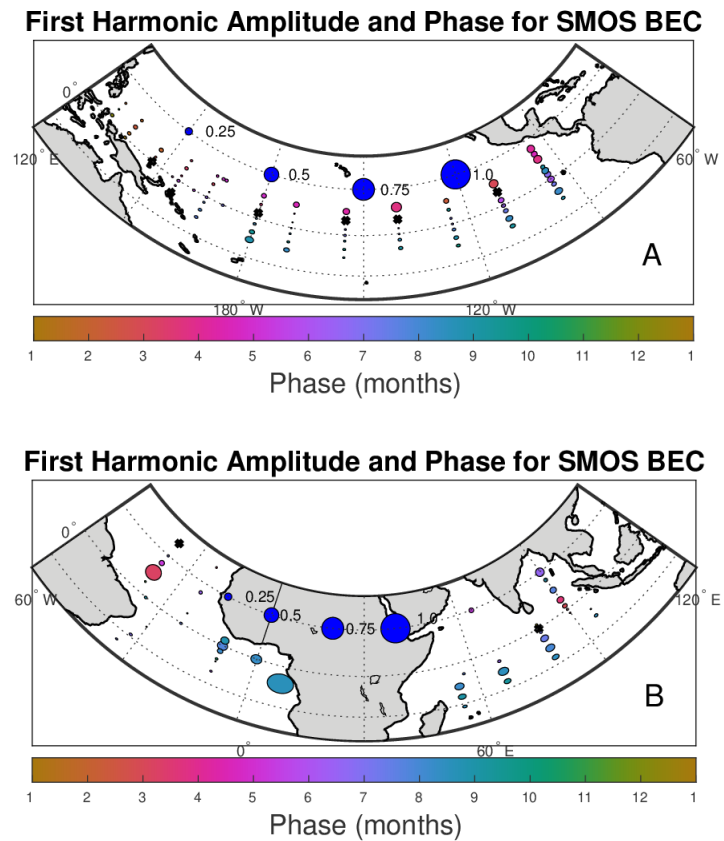 First Harmonic Amplitude and Phase for SMOS BEC
0°
120° E
60° W
0.25
0.5
0.75
1.0
A
180° W
120° W
1 2 3 4 5 6 7 8 9 10 11 12 1
Phase (months)
First Harmonic Amplitude and Phase for SMOS BEC
0°
60° W
120° E
0.25
0.5
0.75
1.0
B
0°
60° E
1 2 3 4 5 6 7 8 9 10 11 12 1
Phase (months)